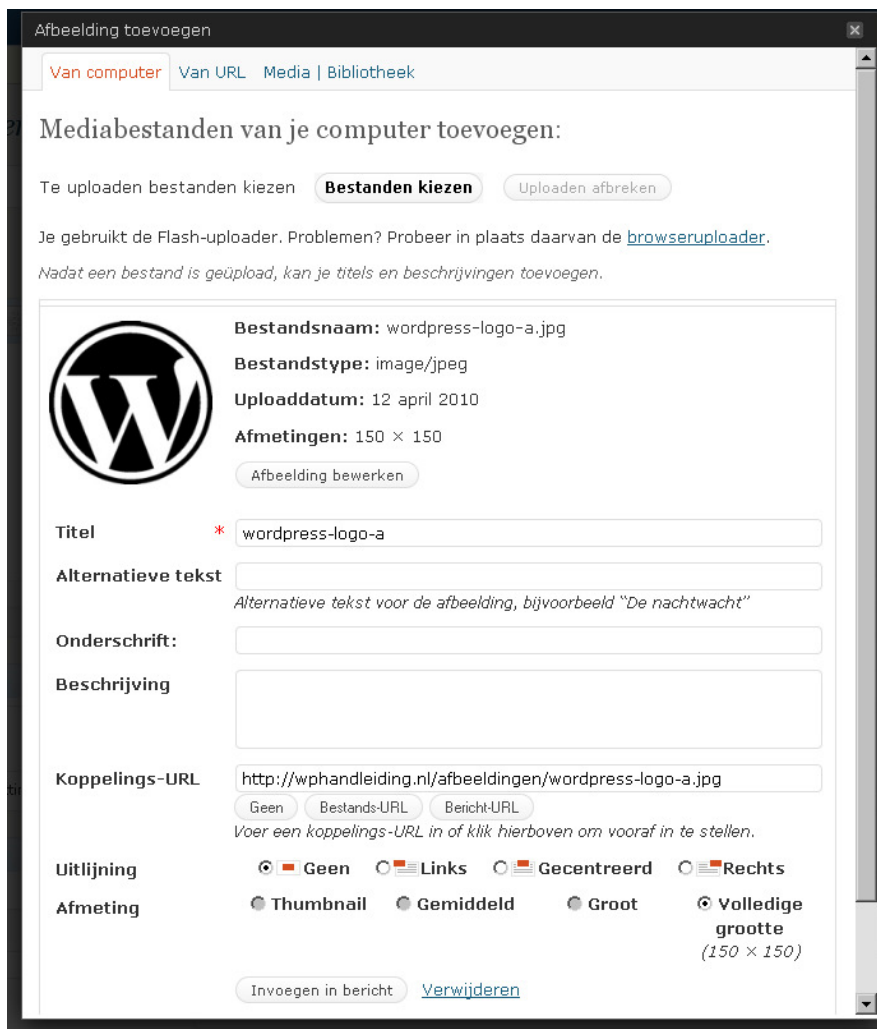 Afbeelding toevoegen
Van computer Van URL Media | Bibliotheek
Mediabestanden van je computer toevoegen:
Te uploaden bestanden kiezen Bestanden kiezen Uploaden afbreken
Je gebruikt de Flash-uploader. Problemen? Probeer in plaats daarvan de browseruploader.
Nadat een bestand is geüpload, kan je titels en beschrijvingen toevoegen.
Bestandsnaam: wordpress-logo-a.jpg
Bestandstype: image/jpeg
Uploaddatum: 12 april 2010
Afmetingen: 150 × 150
Afbeelding bewerken
Titel * wordpress-logo-a
Alternatieve tekst
Alternatieve tekst voor de afbeelding, bijvoorbeeld “De nachtwacht”
Onderschrift:
Beschrijving
Koppelings-URL http://wphandleiding.nl/afbeeldingen/wordpress-logo-a.jpg
Geen Bestands-URL Bericht-URL
Voer een koppelings-URL in of klik hierboven om vooraf in te stellen.
Uitlijning Geen Links Gecentreerd Rechts
Afmeting Thumbnail Gemiddeld Groot Volledige
grootte
(150 × 150)
Invoegen in bericht Verwijderen